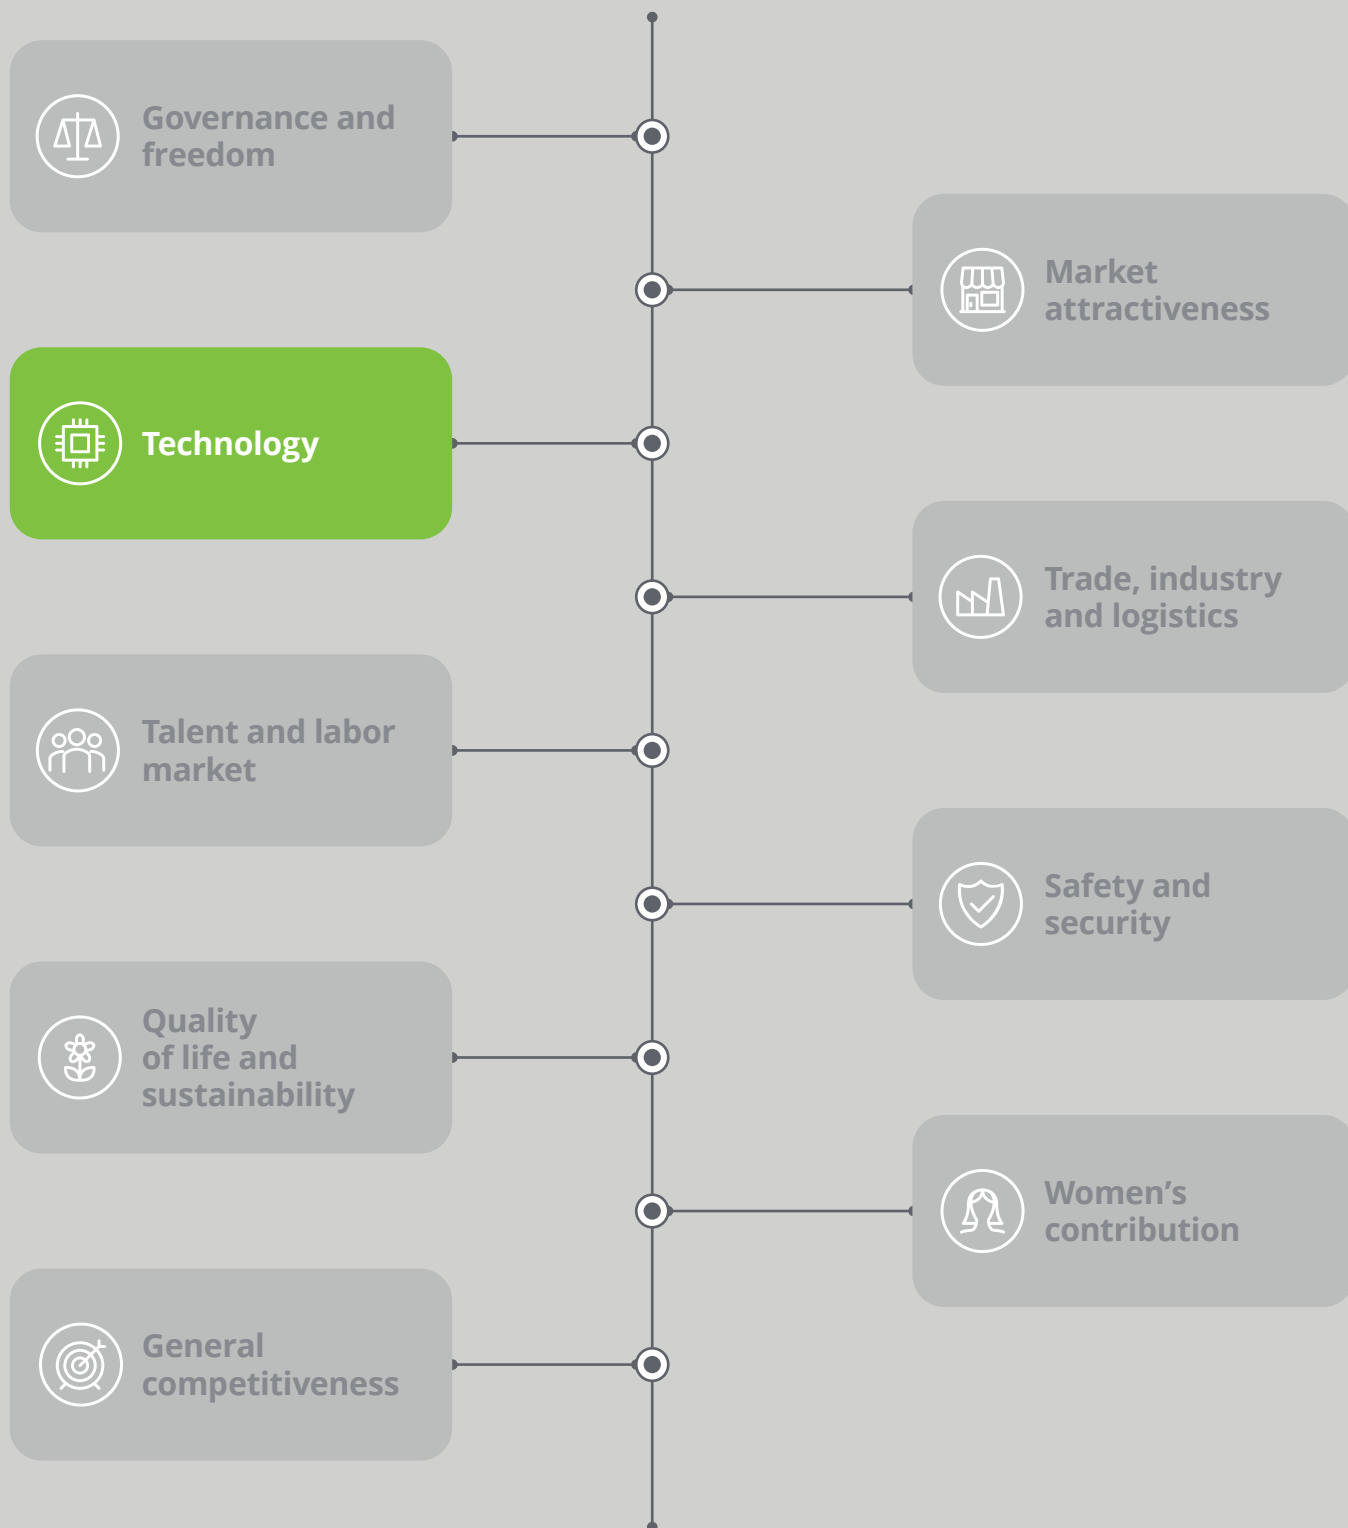 Governance and
freedom
Market
attractiveness
Technology
Trade, industry
and logistics
Talent and labor
market
Safety and
security
Quality
of life and
sustainability
Women’s
contribution
General
competitiveness